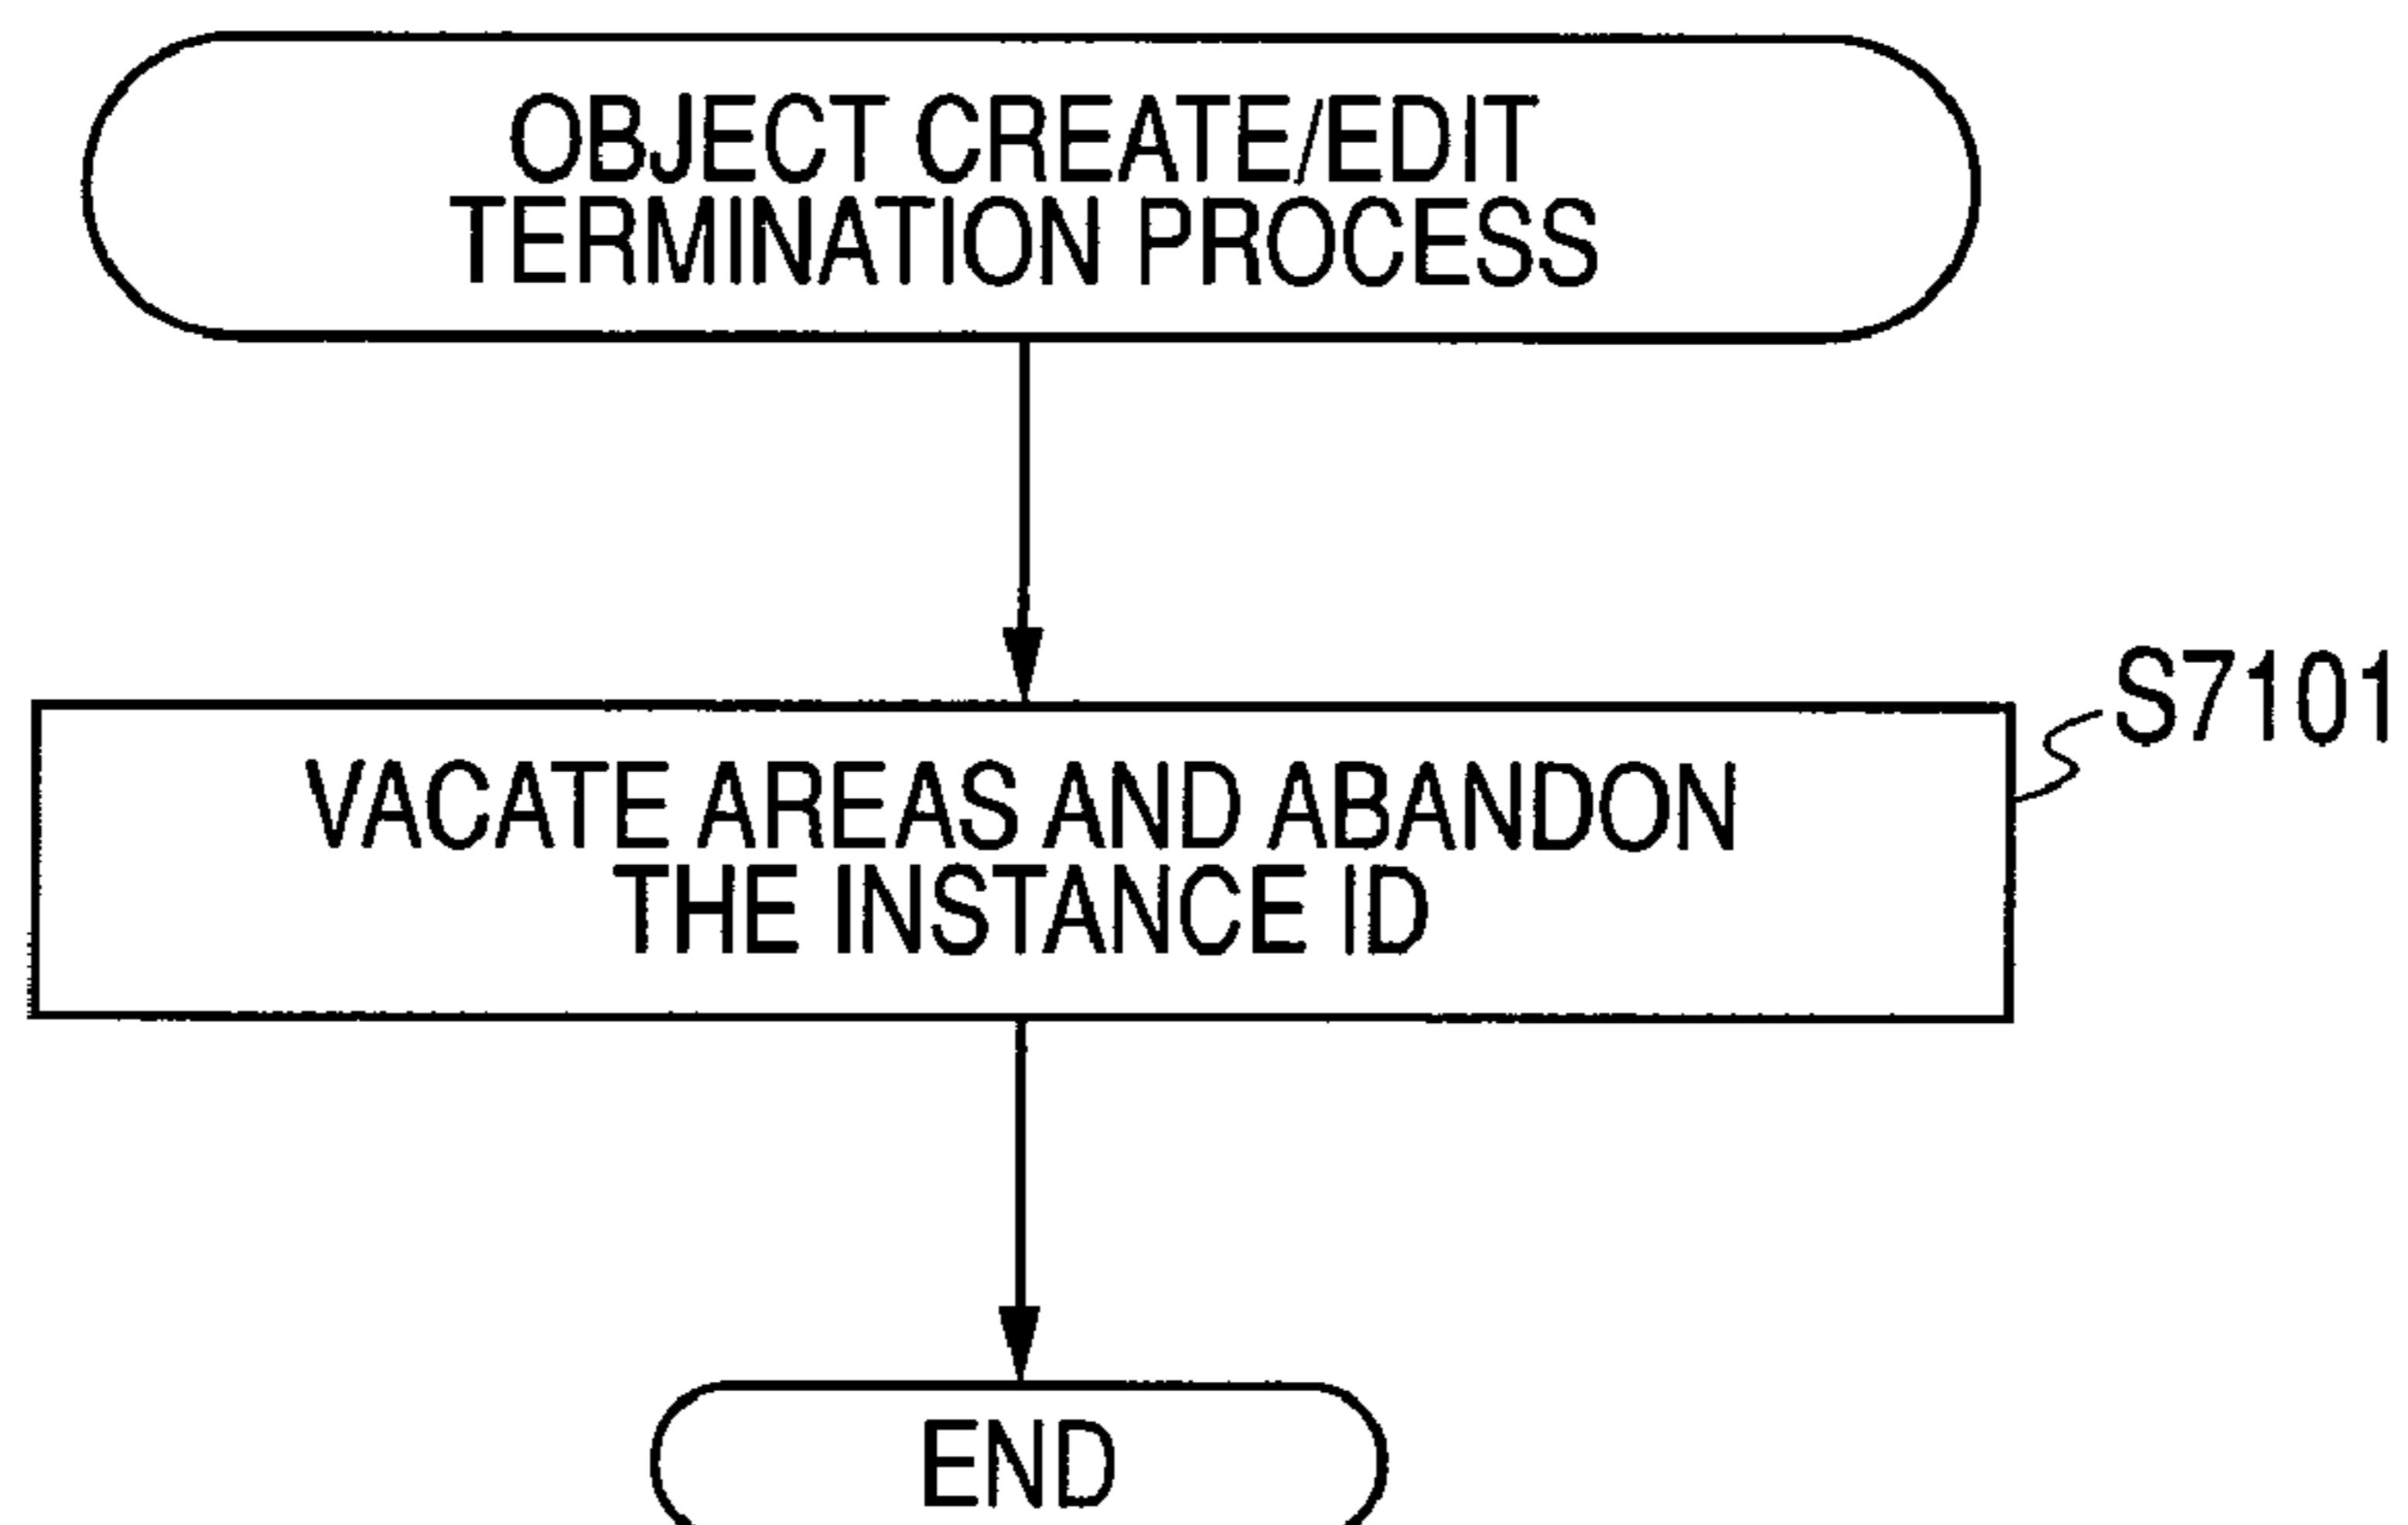 OBJECT CREATE/EDIT
TERMINATION PROCESS
S7101
VACATE AREAS AND ABANDON
THE INSTANCE ID
END